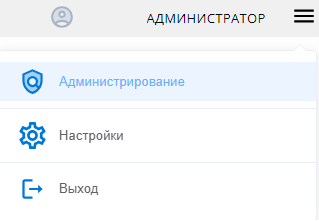 АДМИНИСТРАТОР
Администрирование
Настройки
Выход